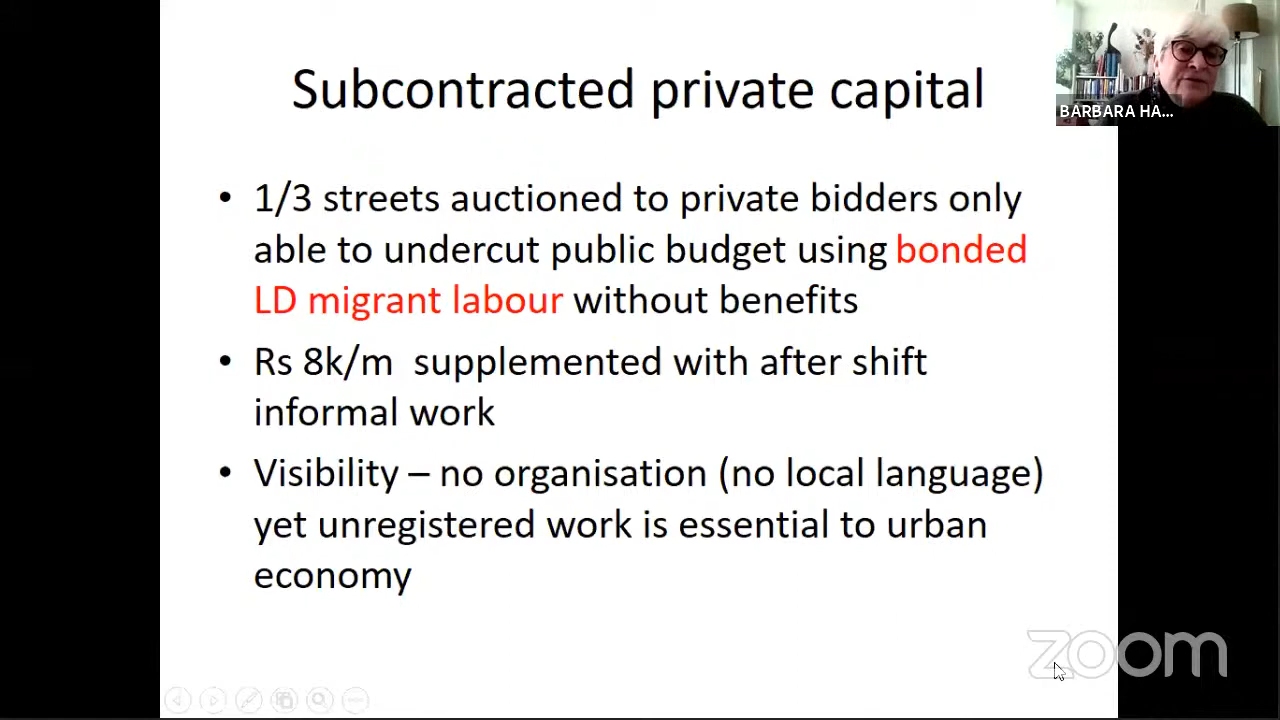 Subcontracted private capital
BARBARA HA...
• 1/3 streets auctioned to private bidders only
able to undercut public budget using bonded
LD migrant labour without benefits
• Rs 8k/m supplemented with after shift
informal work
• Visibility – no organisation (no local language)
yet unregistered work is essential to urban
economy
zoom